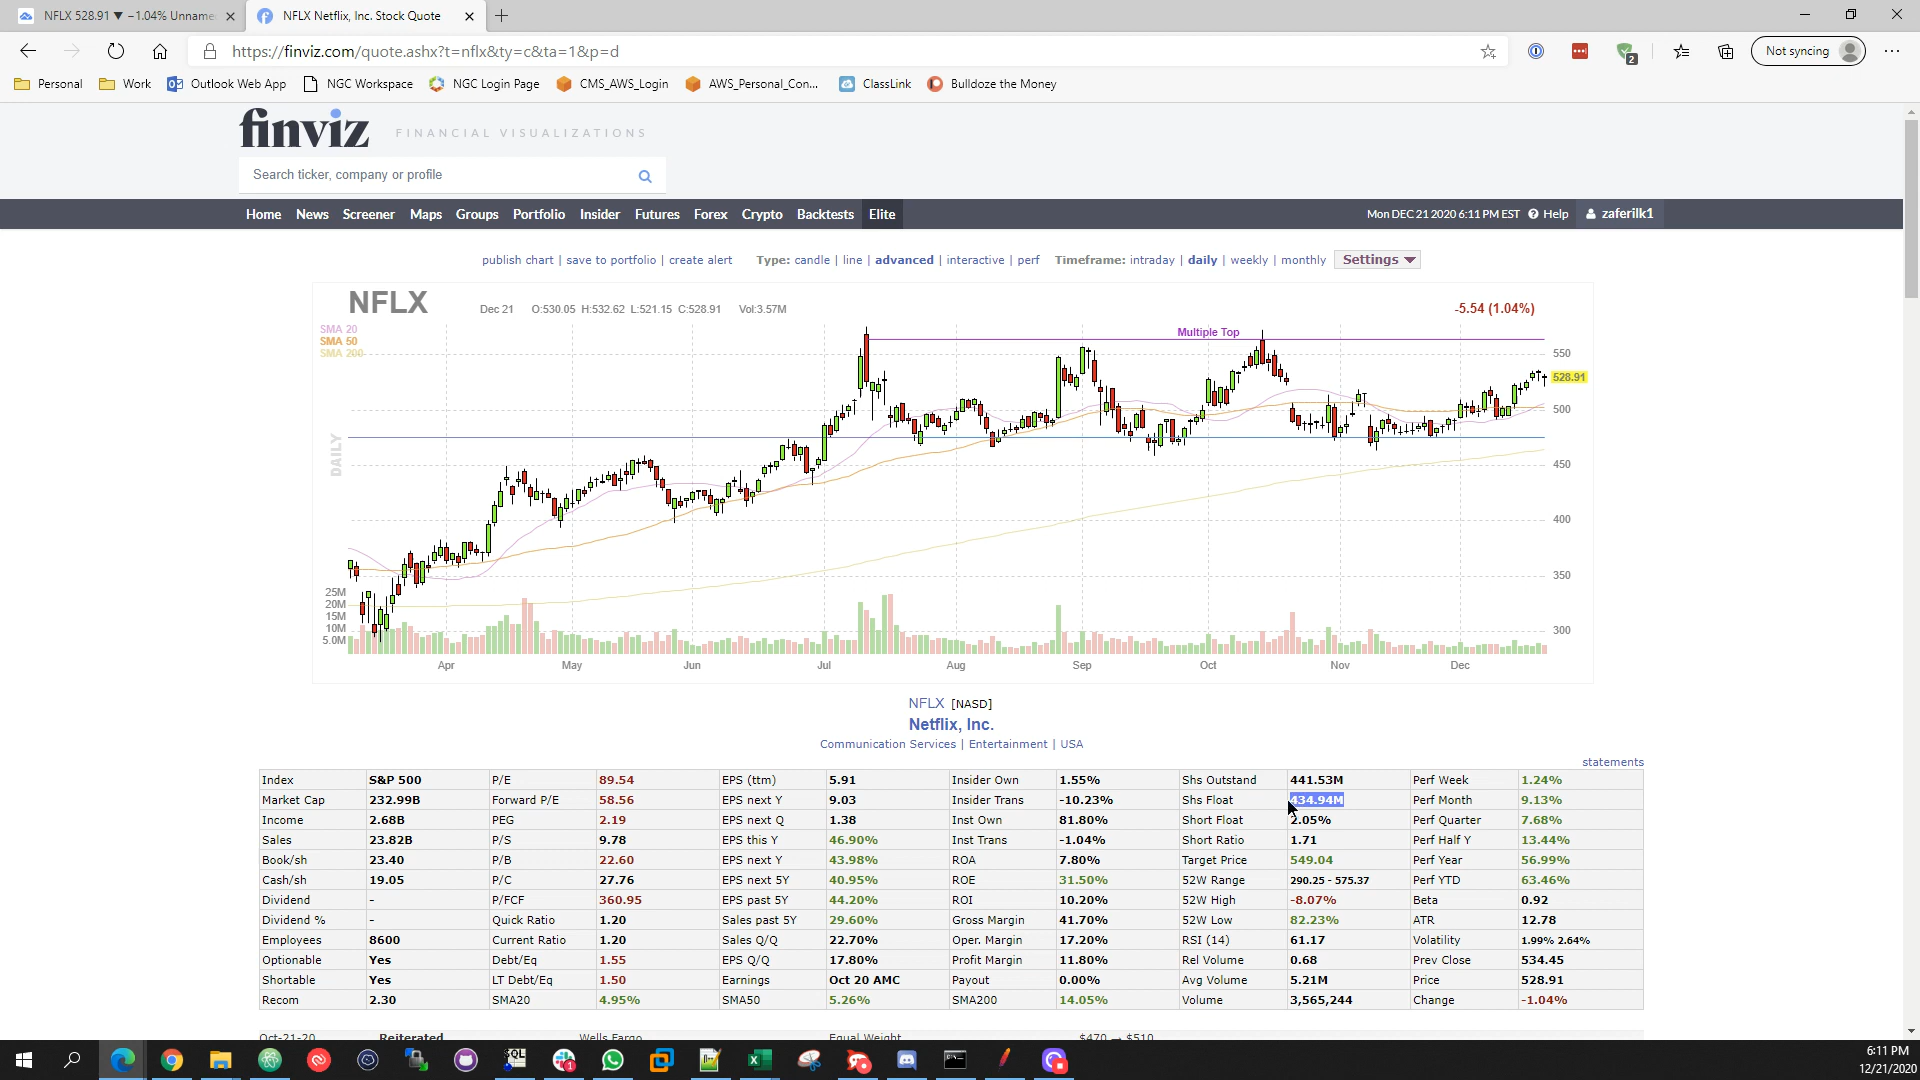 NFLX 528.91 ▼ −1.04% Unname
NFLX Netflix, Inc. Stock Quote
https://finviz.com/quote.ashx?t=nflx&ty=c&ta=1&p=d
2
Not syncing
Personal Work Outlook Web App NGC Workspace NGC Login Page CMS_AWS_Login AWS_Personal_Con... ClassLink Bulldoze the Money
finviz FINANCIAL VISUALIZATIONS
Search ticker, company or profile
Home News Screener Maps Groups Portfolio Insider Futures Forex Crypto Backtests Elite Mon DEC 21 2020 6:11 PM EST Help zaferilk1
publish chart | save to portfolio | create alert Type: candle | line | advanced | interactive | perf Timeframe: intraday | daily | weekly | monthly Settings
NFLX Dec 21 O:530.05 H:532.62 L:521.15 C:528.91 Vol:3.57M -5.54 (1.04%)
SMA 20
SMA 50
SMA 200
Multiple Top
DAILY
550
528.91
500
450
400
350
300
25M
20M
15M
10M
5.0M
Apr May Jun Jul Aug Sep Oct Nov Dec
NFLX [NASD]
Netflix, Inc.
Communication Services | Entertainment | USA
statements
Index S&P 500 P/E 89.54 EPS (ttm) 5.91 Insider Own 1.55% Shs Outstand 441.53M Perf Week 1.24%
Market Cap 232.99B Forward P/E 58.56 EPS next Y 9.03 Insider Trans -10.23% Shs Float 434.94M Perf Month 9.13%
Income 2.68B PEG 2.19 EPS next Q 1.38 Inst Own 81.80% Short Float 2.05% Perf Quarter 7.68%
Sales 23.82B P/S 9.78 EPS this Y 46.90% Inst Trans -1.04% Short Ratio 1.71 Perf Half Y 13.44%
Book/sh 23.40 P/B 22.60 EPS next Y 43.98% ROA 7.80% Target Price 549.04 Perf Year 56.99%
Cash/sh 19.05 P/C 27.76 EPS next 5Y 40.95% ROE 31.50% 52W Range 290.25 - 575.37 Perf YTD 63.46%
Dividend - P/FCF 360.95 EPS past 5Y 44.20% ROI 10.20% 52W High -8.07% Beta 0.92
Dividend % - Quick Ratio 1.20 Sales past 5Y 29.60% Gross Margin 41.70% 52W Low 82.23% ATR 12.78
Employees 8600 Current Ratio 1.20 Sales Q/Q 22.70% Oper. Margin 17.20% RSI (14) 61.17 Volatility 1.99% 2.64%
Optionable Yes Debt/Eq 1.55 EPS Q/Q 17.80% Profit Margin 11.80% Rel Volume 0.68 Prev Close 534.45
Shortable Yes LT Debt/Eq 1.50 Earnings Oct 20 AMC Payout 0.00% Avg Volume 5.21M Price 528.91
Recom 2.30 SMA20 4.95% SMA50 5.26% SMA200 14.05% Volume 3,565,244 Change -1.04%
Oct-21-20 Reiterated Wells Fargo Equal Weight $470 → $510
SQL
1
6:11 PM
12/21/2020